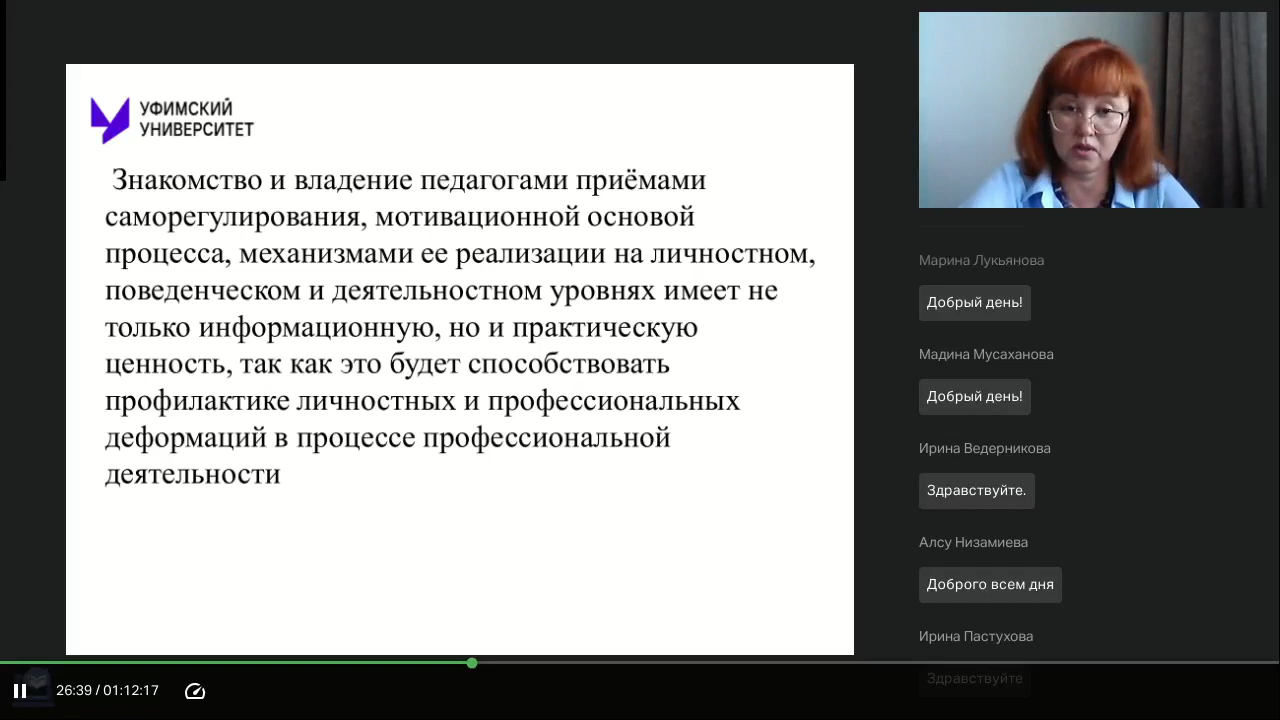 УФИМСКИЙ
УНИВЕРСИТЕТ
Знакомство и владение педагогами приёмами
саморегулирования, мотивационной основой
процесса, механизмами ее реализации на личностном,
поведенческом и деятельностном уровнях имеет не
только информационную, но и практическую
ценность, так как это будет способствовать
профилактике личностных и профессиональных
деформаций в процессе профессиональной
деятельности
Марина Лукьянова
Добрый день!
Мадина Мусаханова
Добрый день!
Ирина Ведерникова
Здравствуйте.
Алсу Низамиева
Доброго всем дня
Ирина Пастухова
Здравствуйте
26:39 / 01:12:17